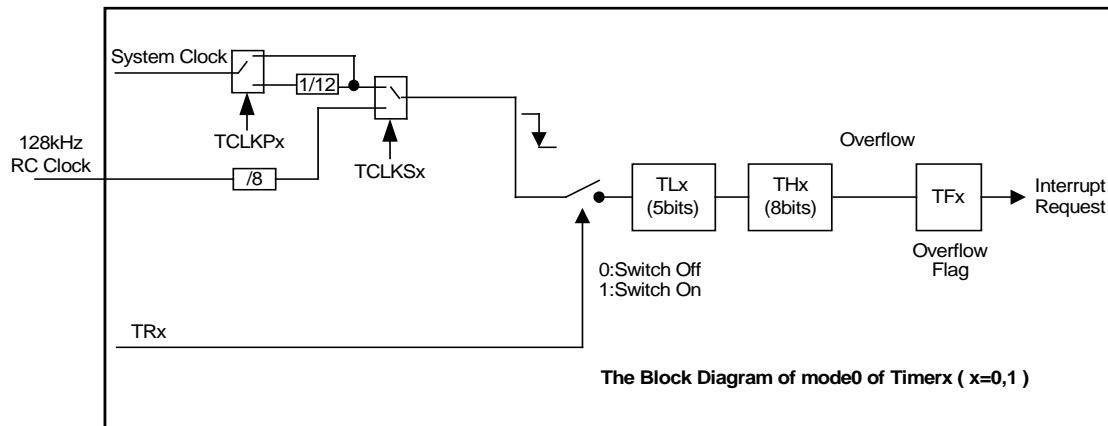 System Clock
1/12
TCLKPx
TCLKSx
128kHz
RC Clock
/8
Overflow
TLx
(5bits)
THx
(8bits)
TFx
Interrupt
Request
Overflow
Flag
0:Switch Off
1:Switch On
TRx
The Block Diagram of mode0 of Timerx ( x=0,1 )